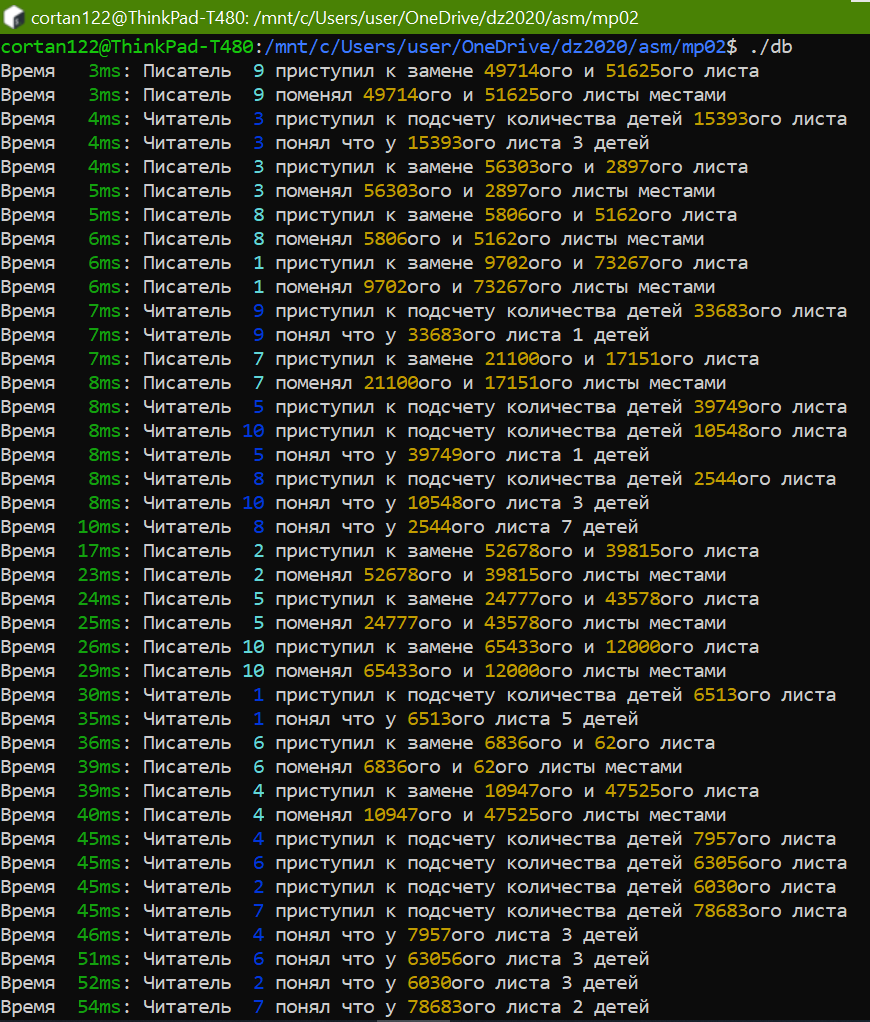 cortan122@ThinkPad-T480: /mnt/c/Users/user/OneDrive/dz2020/asm/mp02
cortan122@ThinkPad-T480:/mnt/c/Users/user/OneDrive/dz2020/asm/mp02$ ./db
Время   3ms: Писатель  9 приступил к замене 49714ого и 51625ого листа
Время   3ms: Писатель  9 поменял 49714ого и 51625ого листы местами
Время   4ms: Читатель  3 приступил к подсчету количества детей 15393ого листа
Время   4ms: Читатель  3 понял что у 15393ого листа 3 детей
Время   4ms: Писатель  3 приступил к замене 56303ого и 2897ого листа
Время   5ms: Писатель  3 поменял 56303ого и 2897ого листы местами
Время   5ms: Писатель  8 приступил к замене 5806ого и 5162ого листа
Время   6ms: Писатель  8 поменял 5806ого и 5162ого листы местами
Время   6ms: Писатель  1 приступил к замене 9702ого и 73267ого листа
Время   6ms: Писатель  1 поменял 9702ого и 73267ого листы местами
Время   7ms: Читатель  9 приступил к подсчету количества детей 33683ого листа
Время   7ms: Читатель  9 понял что у 33683ого листа 1 детей
Время   7ms: Писатель  7 приступил к замене 21100ого и 17151ого листа
Время   8ms: Писатель  7 поменял 21100ого и 17151ого листы местами
Время   8ms: Читатель  5 приступил к подсчету количества детей 39749ого листа
Время   8ms: Читатель 10 приступил к подсчету количества детей 10548ого листа
Время   8ms: Читатель  5 понял что у 39749ого листа 1 детей
Время   8ms: Читатель  8 приступил к подсчету количества детей 2544ого листа
Время   8ms: Читатель 10 понял что у 10548ого листа 3 детей
Время  10ms: Читатель  8 понял что у 2544ого листа 7 детей
Время  17ms: Писатель  2 приступил к замене 52678ого и 39815ого листа
Время  23ms: Писатель  2 поменял 52678ого и 39815ого листы местами
Время  24ms: Писатель  5 приступил к замене 24777ого и 43578ого листа
Время  25ms: Писатель  5 поменял 24777ого и 43578ого листы местами
Время  26ms: Писатель 10 приступил к замене 65433ого и 12000ого листа
Время  29ms: Писатель 10 поменял 65433ого и 12000ого листы местами
Время  30ms: Читатель  1 приступил к подсчету количества детей 6513ого листа
Время  35ms: Читатель  1 понял что у 6513ого листа 5 детей
Время  36ms: Писатель  6 приступил к замене 6836ого и 62ого листа
Время  39ms: Писатель  6 поменял 6836ого и 62ого листы местами
Время  39ms: Писатель  4 приступил к замене 10947ого и 47525ого листа
Время  40ms: Писатель  4 поменял 10947ого и 47525ого листы местами
Время  45ms: Читатель  4 приступил к подсчету количества детей 7957ого листа
Время  45ms: Читатель  6 приступил к подсчету количества детей 63056ого листа
Время  45ms: Читатель  2 приступил к подсчету количества детей 6030ого листа
Время  45ms: Читатель  7 приступил к подсчету количества детей 78683ого листа
Время  46ms: Читатель  4 понял что у 7957ого листа 3 детей
Время  51ms: Читатель  6 понял что у 63056ого листа 3 детей
Время  52ms: Читатель  2 понял что у 6030ого листа 3 детей
Время  54ms: Читатель  7 понял что у 78683ого листа 2 детей